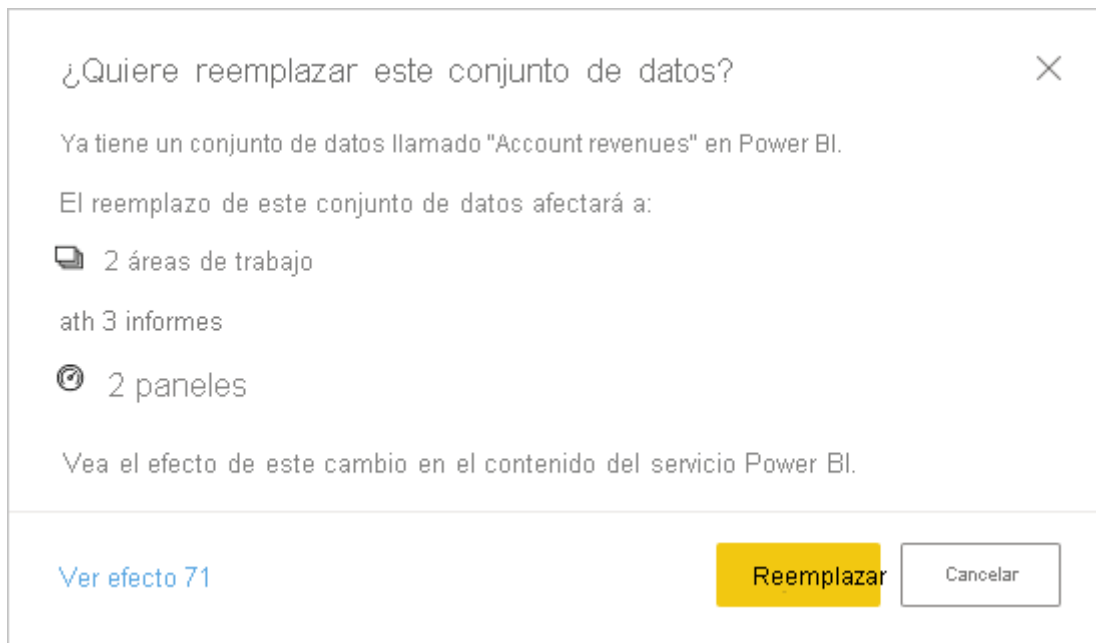 ¿Quiere reemplazar este conjunto de datos?
Ya tiene un conjunto de datos llamado "Account revenues" en Power BI.
El reemplazo de este conjunto de datos afectará a:
2 áreas de trabajo
ath 3 informes
2 paneles
Vea el efecto de este cambio en el contenido del servicio Power BI.
Ver efecto 71
Reemplazar
Cancelar